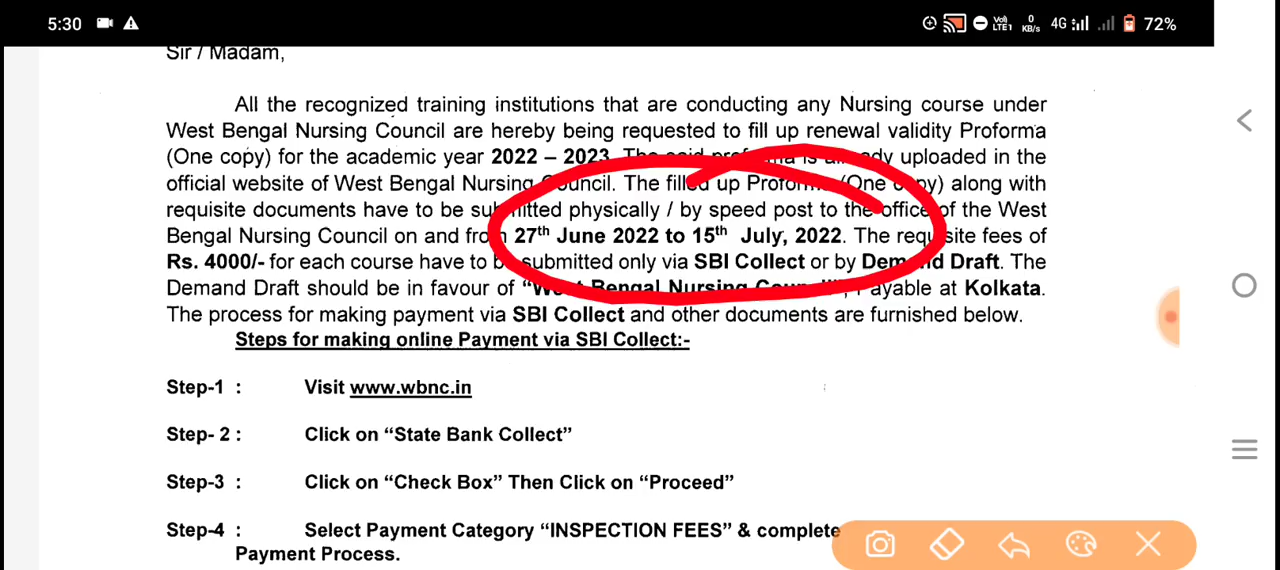 5:30 Vo) LTE1 0 KB/s 4G 72%
Sir / Madam,
All the recognized training institutions that are conducting any Nursing course under
West Bengal Nursing Council are hereby being requested to fill up renewal validity Proforma
(One copy) for the academic year 2022 – 2023. The said proforma is already uploaded in the
official website of West Bengal Nursing Council. The filled up Proforma (One copy) along with
requisite documents have to be submitted physically / by speed post to the office of the West
Bengal Nursing Council on and from 27th June 2022 to 15th July, 2022. The requisite fees of
Rs. 4000/- for each course have to be submitted only via SBI Collect or by Demand Draft. The
Demand Draft should be in favour of “West Bengal Nursing Council”, Payable at Kolkata.
The process for making payment via SBI Collect and other documents are furnished below.
Steps for making online Payment via SBI Collect:-
Step-1 : Visit www.wbnc.in
Step- 2 : Click on “State Bank Collect”
Step-3 : Click on “Check Box” Then Click on “Proceed”
Step-4 : Select Payment Category “INSPECTION FEES” & complete
Payment Process.